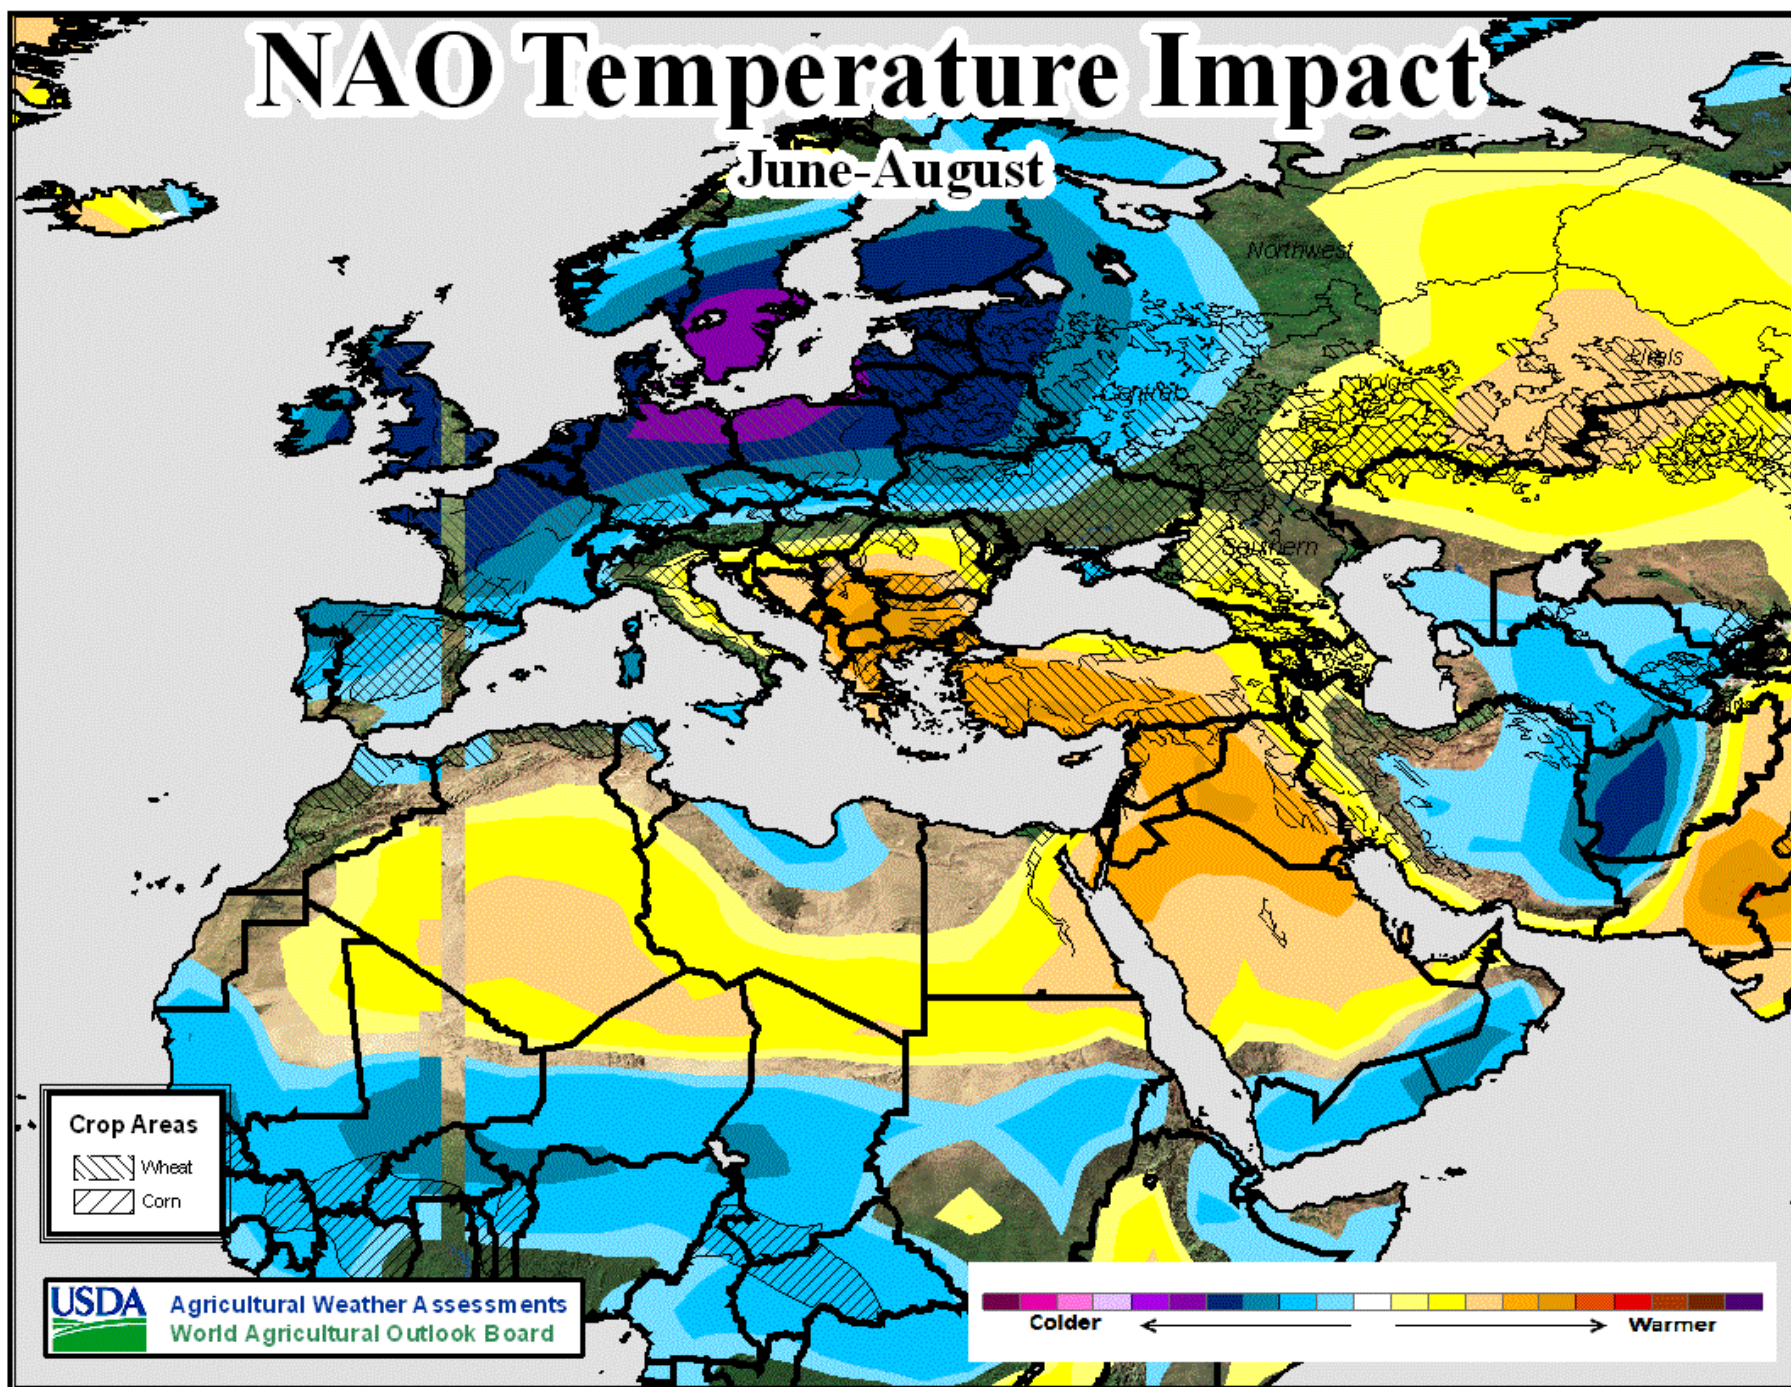 NAO Temperature Impact
June-August
Northwest
Urals
Volga
Central
Southern
Crop Areas
Wheat
Corn
USDA
Agricultural Weather Assessments
World Agricultural Outlook Board
Colder
Warmer